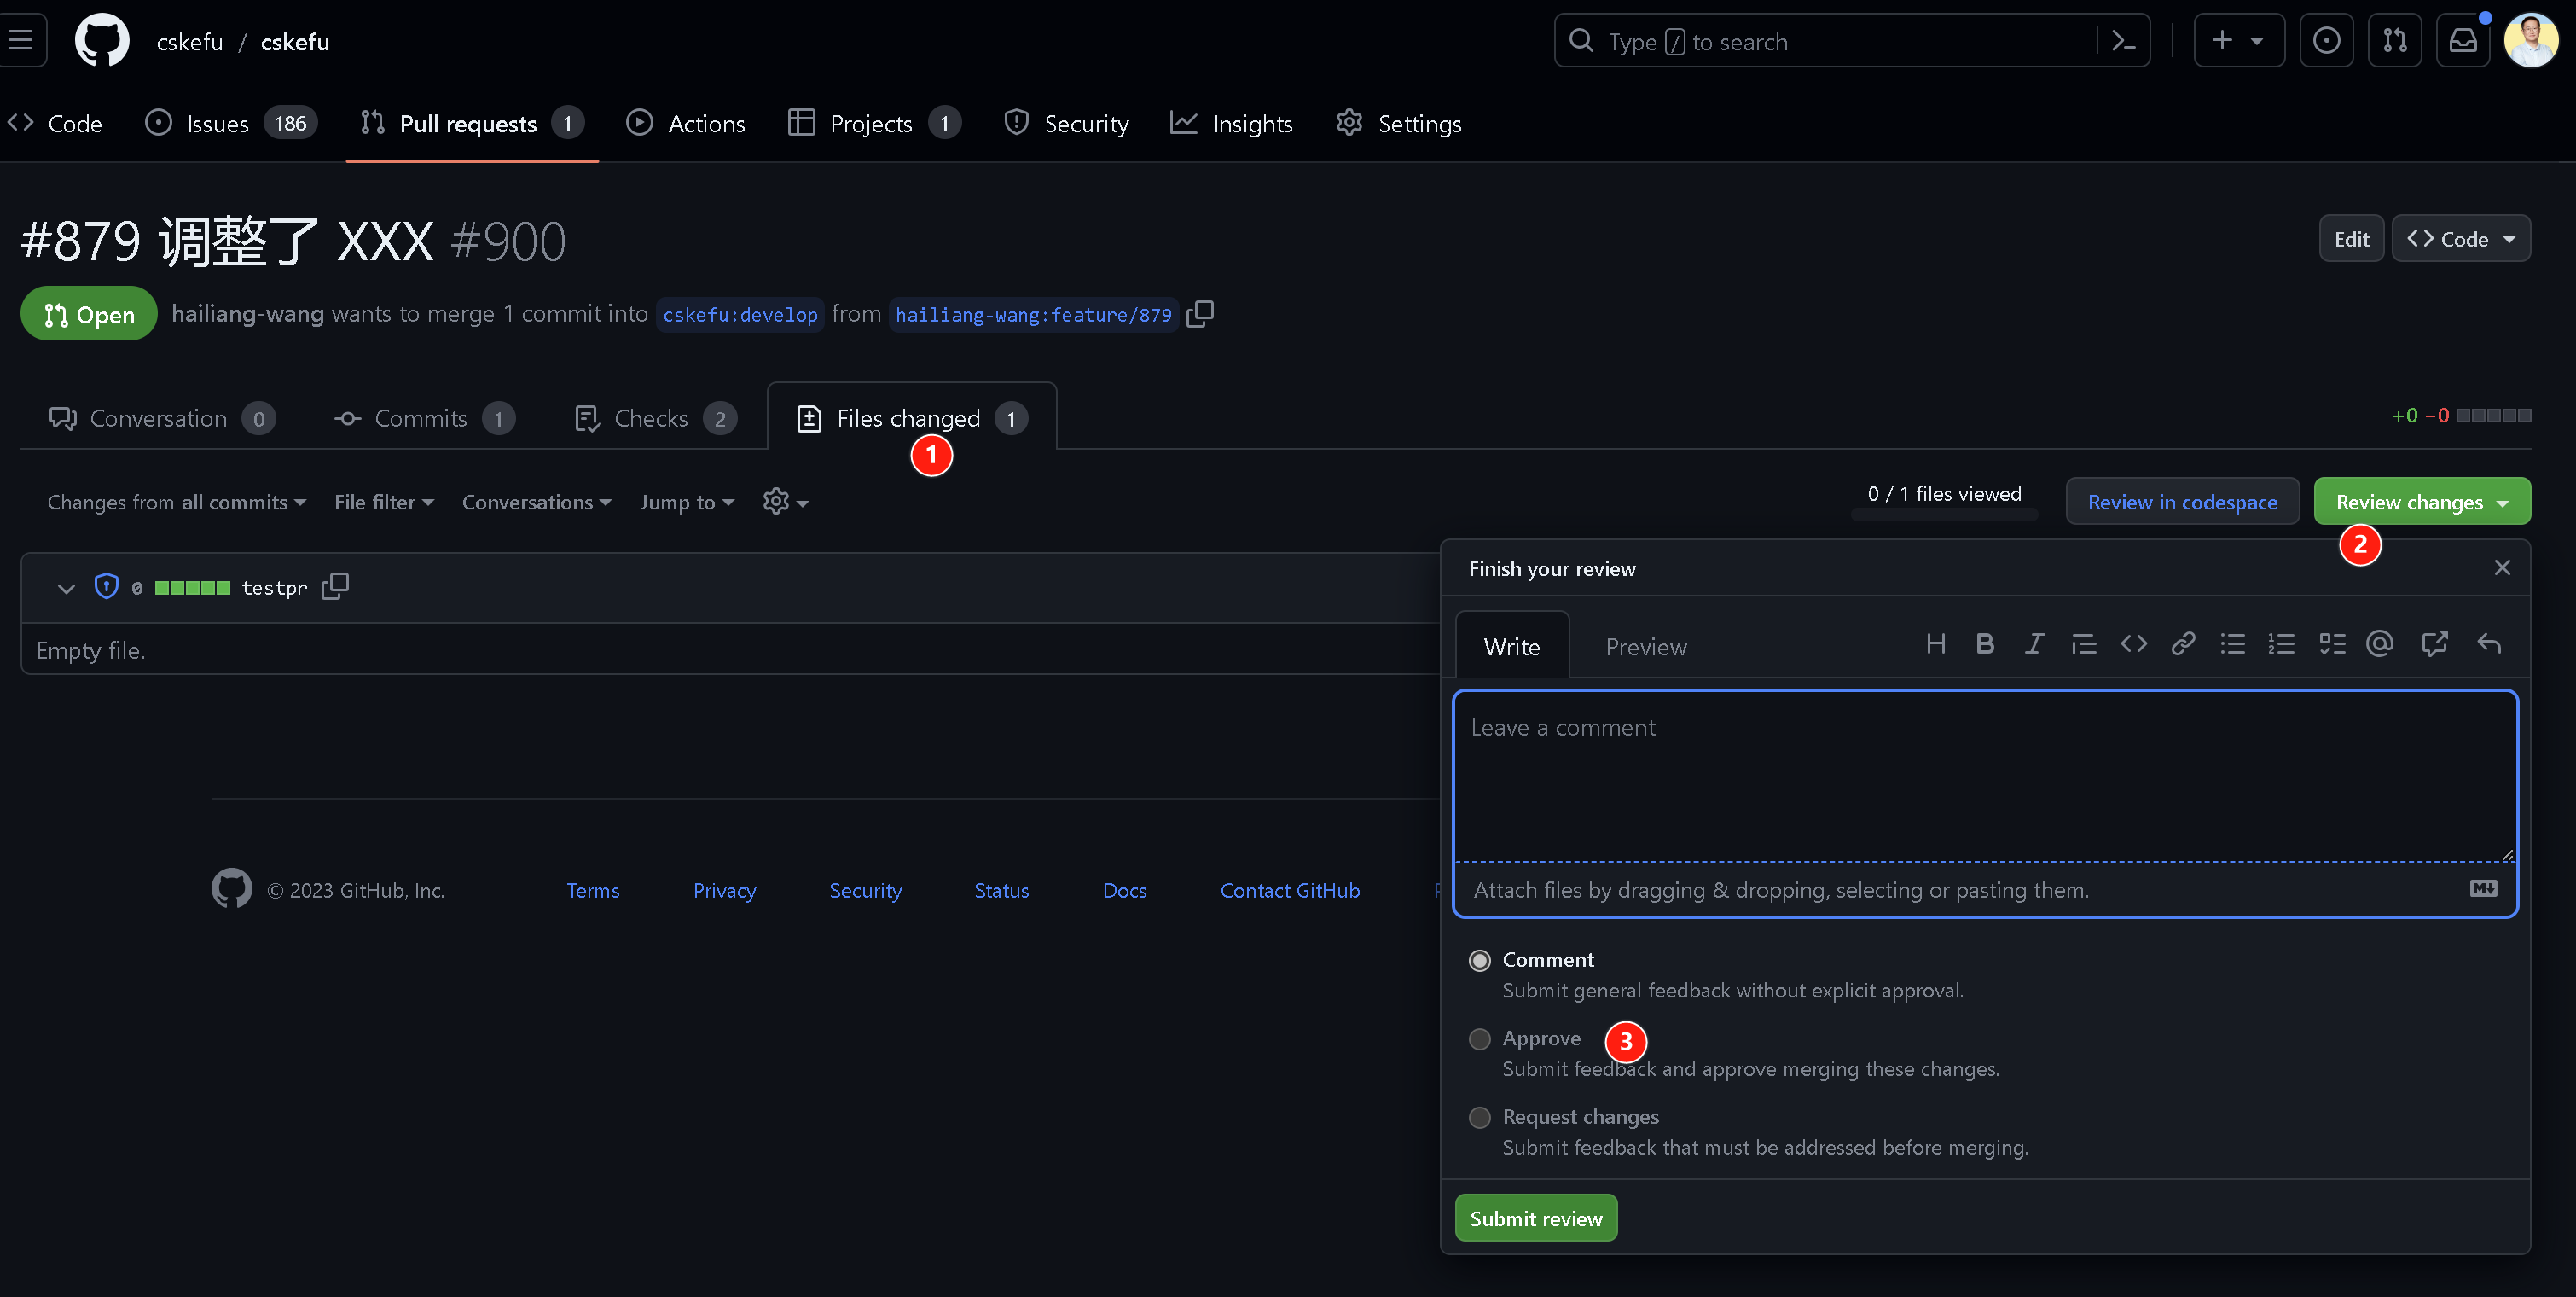 cskefu / cskefu
Type / to search
Code
Issues 186
Pull requests 1
Actions
Projects 1
Security
Insights
Settings
#879 调整了 XXX #900
Edit
Code
Open
hailiang-wang wants to merge 1 commit into cskefu:develop from hailiang-wang:feature/879
Conversation 0
Commits 1
Checks 2
Files changed 1
+0 −0
1
Changes from all commits
File filter
Conversations
Jump to
0 / 1 files viewed
Review in codespace
Review changes
2
0 testpr
Empty file.
Finish your review
Write
Preview
Leave a comment
Attach files by dragging & dropping, selecting or pasting them.
Comment
Submit general feedback without explicit approval.
Approve
3
Submit feedback and approve merging these changes.
Request changes
Submit feedback that must be addressed before merging.
Submit review
© 2023 GitHub, Inc.
Terms
Privacy
Security
Status
Docs
Contact GitHub